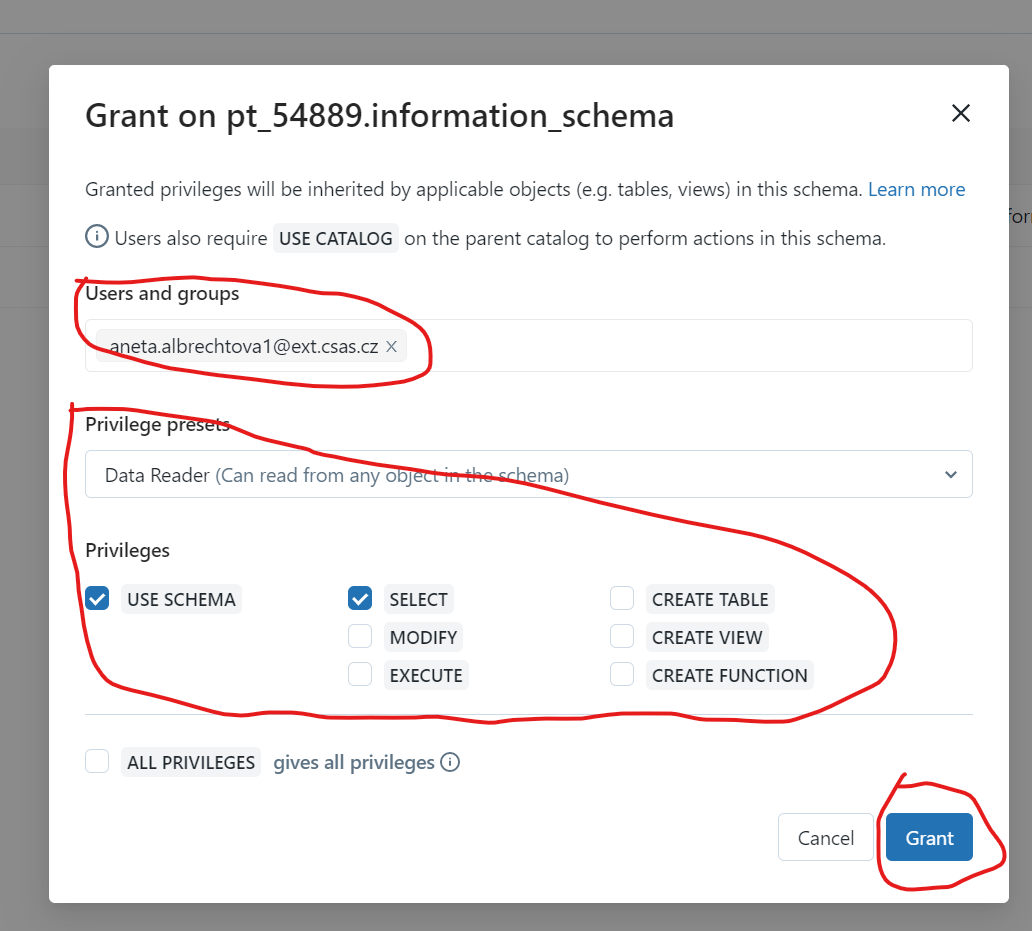 Grant on pt_54889.information_schema
Granted privileges will be inherited by applicable objects (e.g. tables, views) in this schema. Learn more
Users also require USE CATALOG on the parent catalog to perform actions in this schema.
Users and groups
aneta.albrechtova1@ext.csas.cz
Privilege presets
Data Reader (Can read from any object in the schema)
Privileges
USE SCHEMA SELECT CREATE TABLE
MODIFY CREATE VIEW
EXECUTE CREATE FUNCTION
ALL PRIVILEGES gives all privileges
Cancel Grant